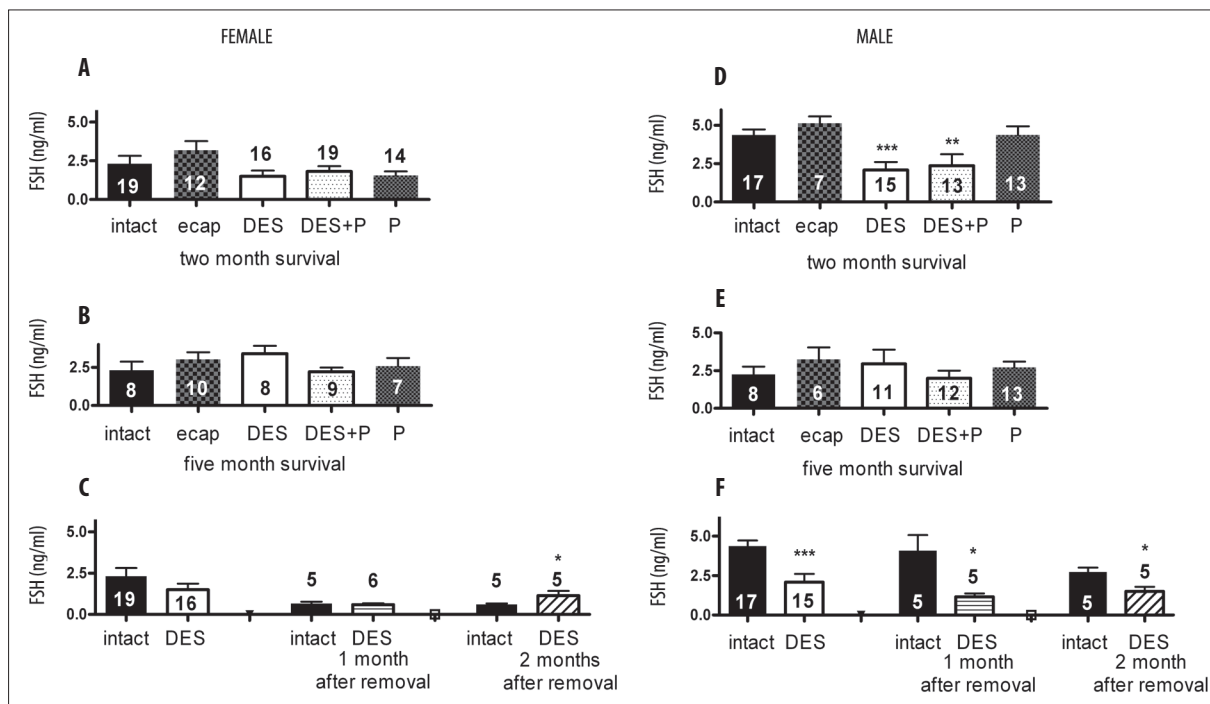 FEMALE
A
FSH (ng/ml)
5.0
2.5
0.0
19
12
16
19
14
intact ecap DES DES+P P
two month survival
B
FSH (ng/ml)
2.5
0.0
8
10
8
9
7
intact ecap DES DES+P P
five month survival
C
FSH (ng/ml)
5.0
2.5
0.0
19
16
5
6
5
*
5
intact DES intact DES intact DES
1 month 2 months
after removal after removal
MALE
D
FSH (ng/ml)
5.0
2.5
0.0
17
7
***
15
**
13
13
intact ecap DES DES+P P
two month survival
E
FSH (ng/ml)
5.0
2.5
0.0
8
6
11
12
13
intact ecap DES DES+P P
five month survival
F
FSH (ng/ml)
5.0
2.5
0.0
17
***
15
5
*
5
5
*
5
intact DES intact DES intact DES
1 month 2 month
after removal after removal